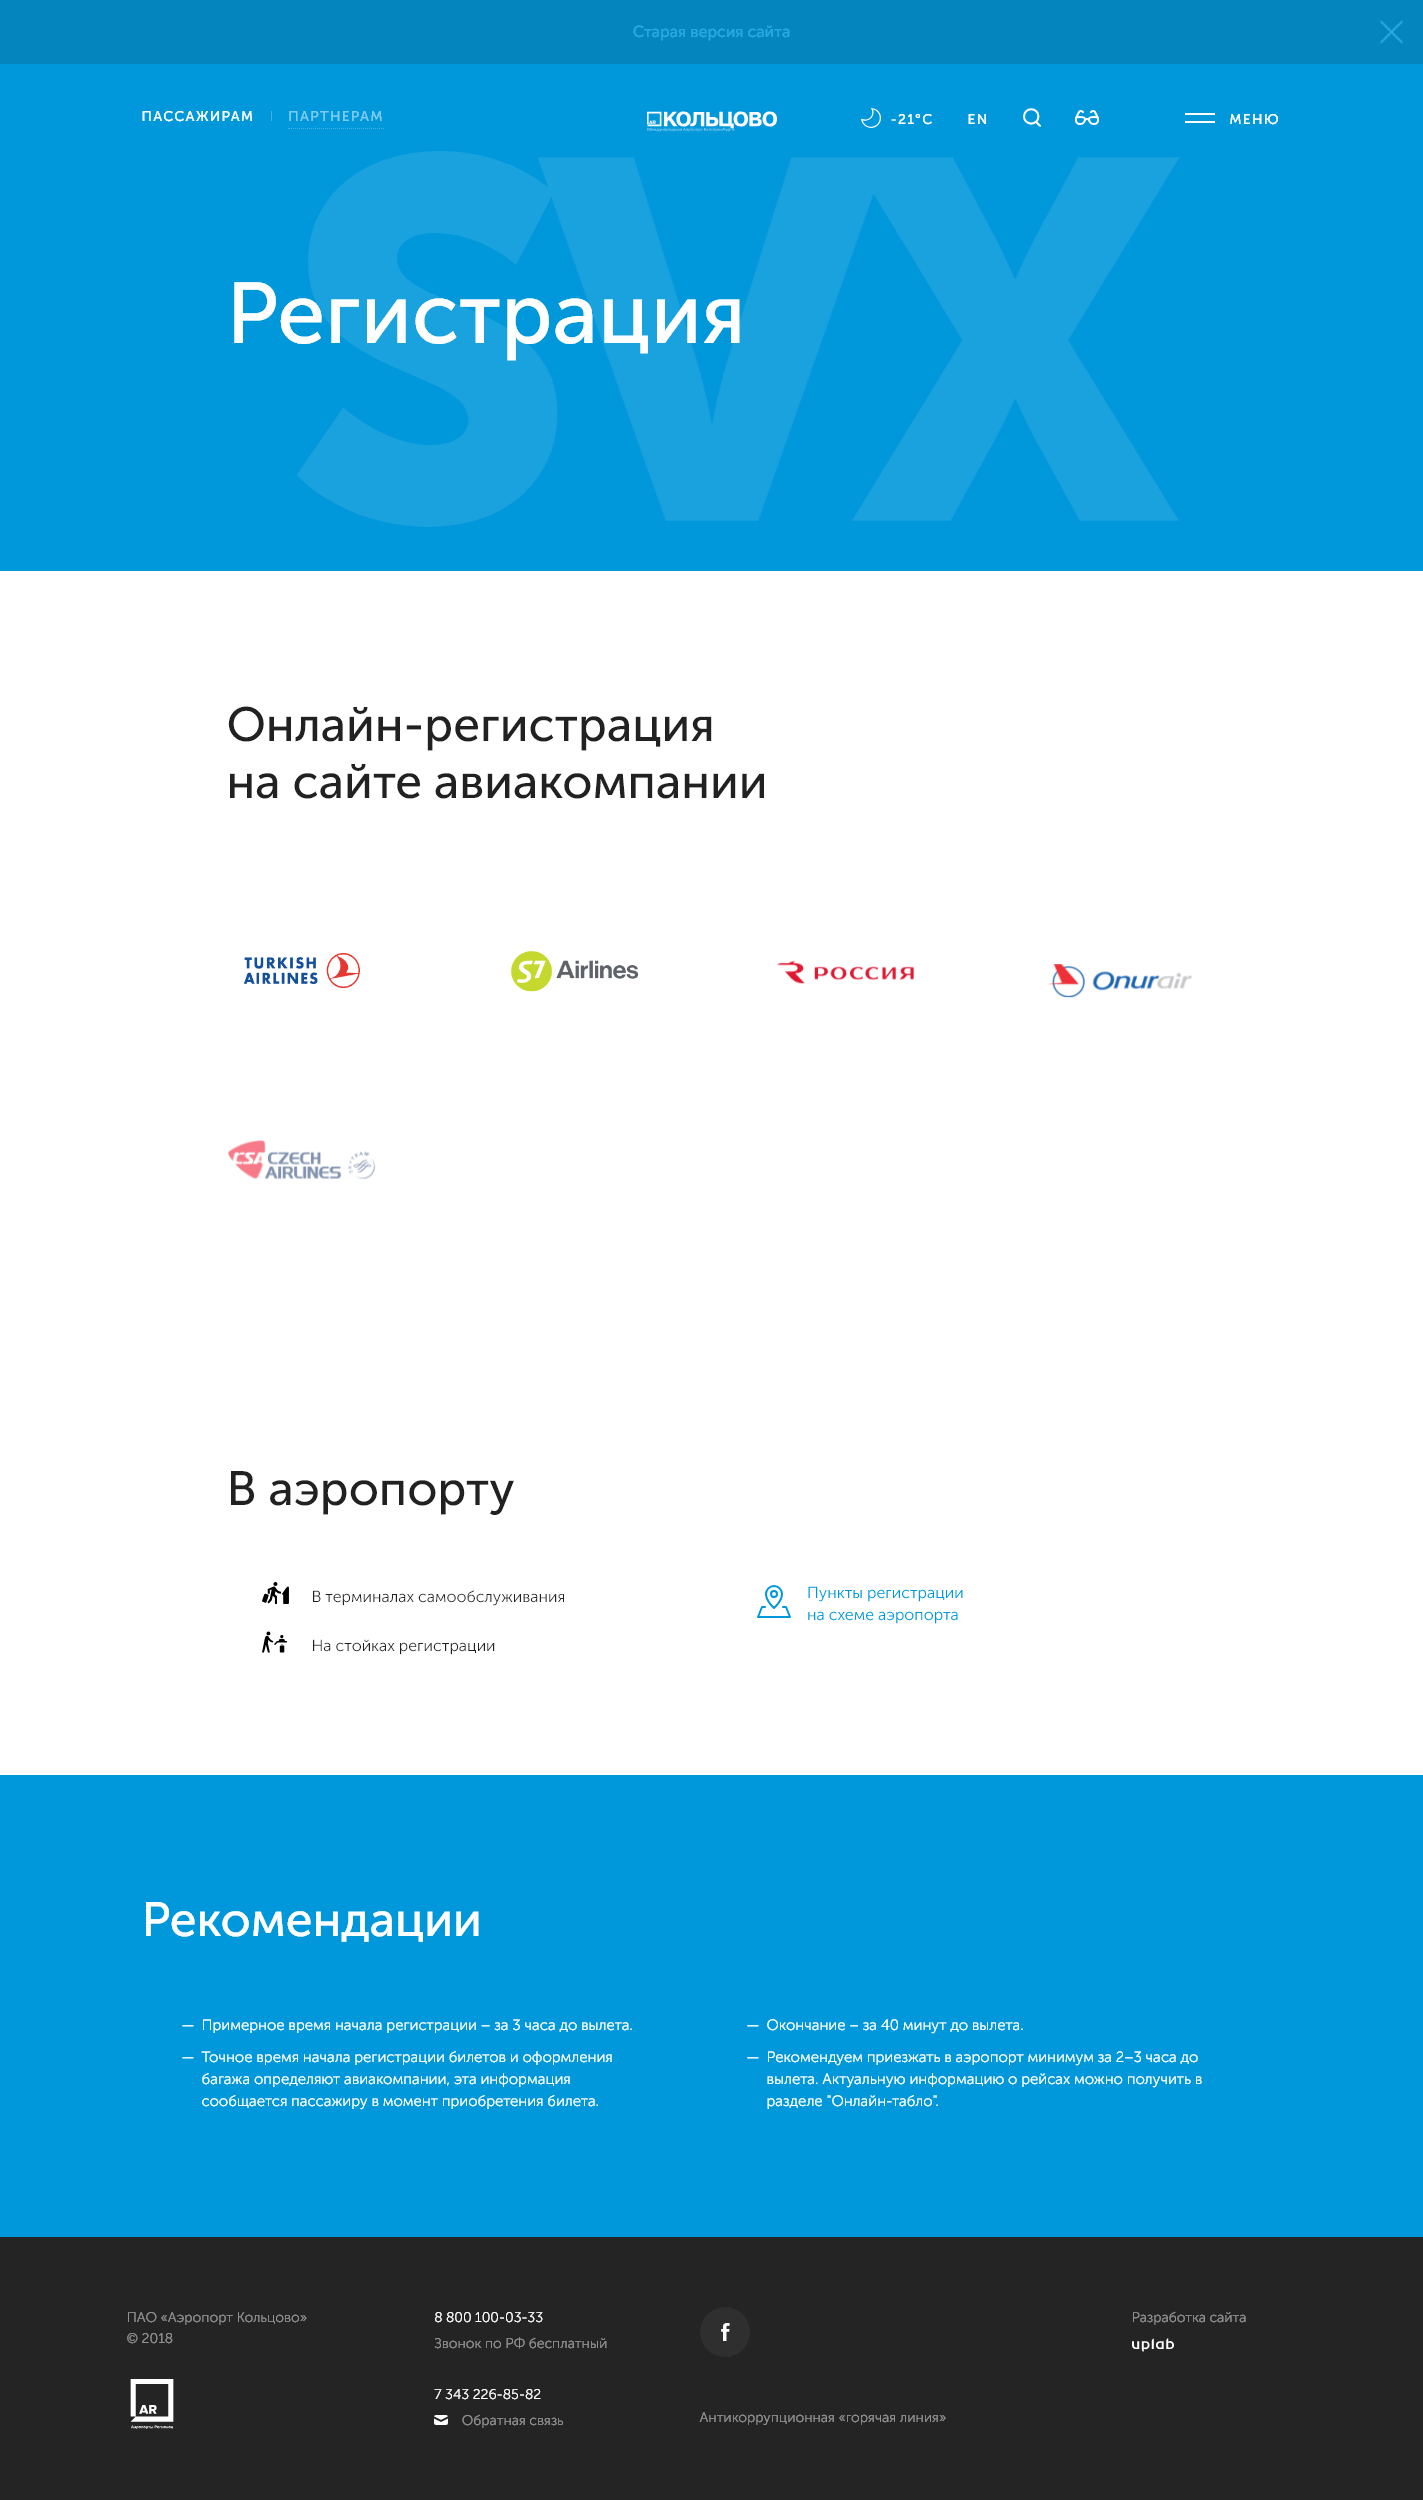 Старая версия сайта
ПАССАЖИРАМ
ПАРТНЕРАМ
КОЛЬЦОВО
-21°C
EN
МЕНЮ
SVX
Регистрация
Онлайн-регистрация
на сайте авиакомпании
TURKISH
AIRLINES
S7 Airlines
РОССИЯ
Onurair
CSA CZECH
AIRLINES
В аэропорту
В терминалах самообслуживания
На стойках регистрации
Пункты регистрации
на схеме аэропорта
Рекомендации
— Примерное время начала регистрации – за 3 часа до вылета.
— Точное время начала регистрации билетов и оформления
багажа определяют авиакомпании, эта информация
сообщается пассажиру в момент приобретения билета.
— Окончание – за 40 минут до вылета.
— Рекомендуем приезжать в аэропорт минимум за 2–3 часа до
вылета. Актуальную информацию о рейсах можно получить в
разделе "Онлайн-табло".
ПАО «Аэропорт Кольцово»
© 2018
AR
Аэропорты Регионов
8 800 100-03-33
Звонок по РФ бесплатный
7 343 226-85-82
Обратная связь
f
Антикоррупционная «горячая линия»
Разработка сайта
uplab